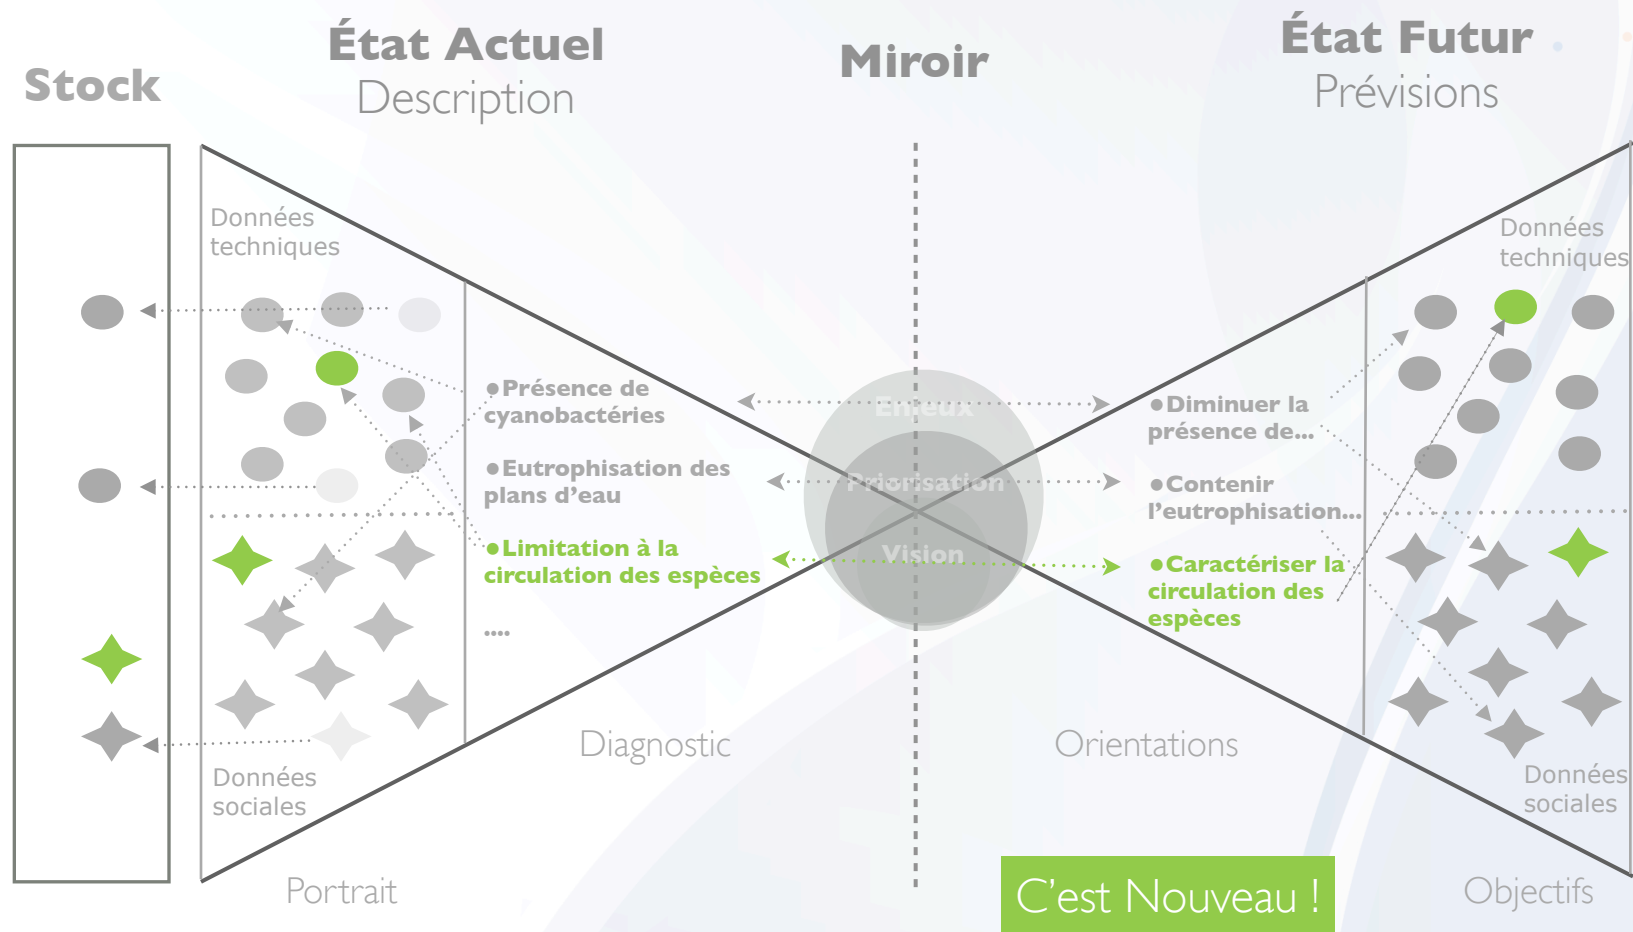 Stock
État Actuel
Description
Miroir
État Futur
Prévisions
Données
techniques
●Présence de
cyanobactéries
●Eutrophisation des
plans d’eau
●Limitation à la
circulation des espèces
....
Données
sociales
Diagnostic
Portrait
Enjeux
Priorisation
Vision
●Diminuer la
présence de...
●Contenir
l’eutrophisation...
●Caractériser la
circulation des
espèces
Orientations
Données
techniques
Données
sociales
Objectifs
C’est Nouveau !